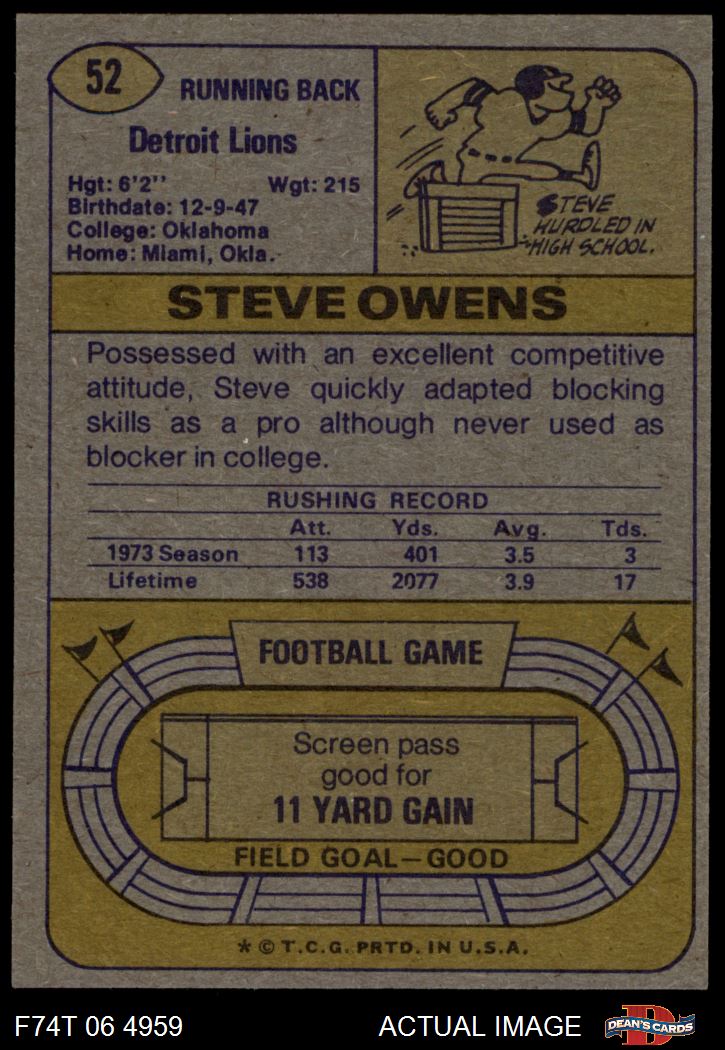 52
RUNNING BACK
Detroit Lions
Hgt: 6'2" Wgt: 215
Birthdate: 12-9-47
College: Oklahoma
Home: Miami, Okla.
STEVE
HURDLED IN
HIGH SCHOOL.
STEVE OWENS
Possessed with an excellent competitive
attitude, Steve quickly adapted blocking
skills as a pro although never used as
blocker in college.
RUSHING RECORD
Att. Yds. Avg. Tds.
1973 Season 113 401 3.5 3
Lifetime 538 2077 3.9 17
FOOTBALL GAME
Screen pass
good for
11 YARD GAIN
FIELD GOAL—GOOD
* © T.C.G. PRTD. IN U.S.A.
F74T 06 4959 ACTUAL IMAGE
D
DEAN'S CARDS